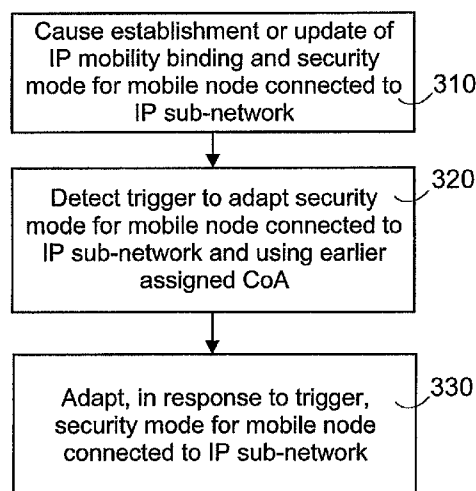 Cause establishment or update of
IP mobility binding and security
mode for mobile node connected to
IP sub-network
310
Detect trigger to adapt security
mode for mobile node connected to
IP sub-network and using earlier
assigned CoA
320
Adapt, in response to trigger,
security mode for mobile node
connected to IP sub-network
330